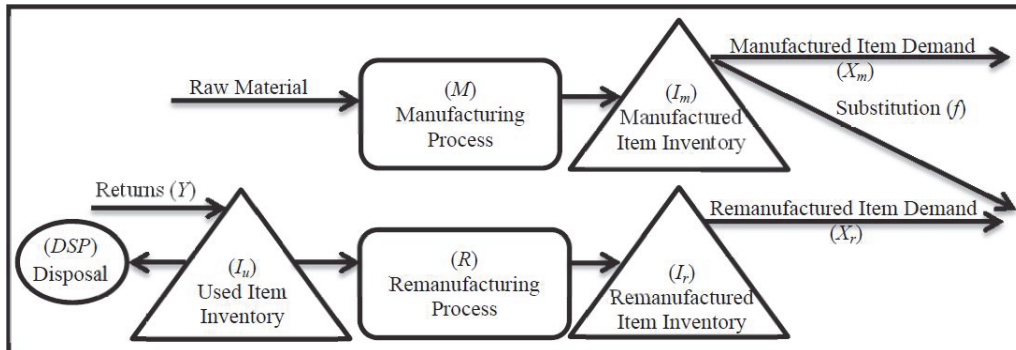 Raw Material
(M)
Manufacturing
Process
(Im)
Manufactured
Item Inventory
Manufactured Item Demand
(Xm)
Substitution (f)
Returns (Y)
(DSP)
Disposal
(Iu)
Used Item
Inventory
(R)
Remanufacturing
Process
(Ir)
Remanufactured
Item Inventory
Remanufactured Item Demand
(Xr)